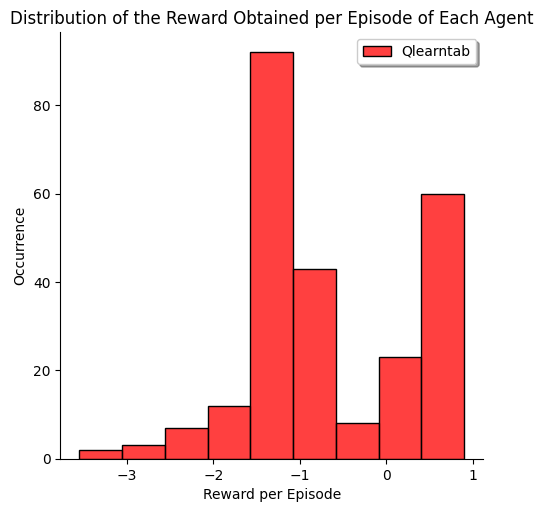 Distribution of the Reward Obtained per Episode of Each Agent
Qlearntab
80
60
40
20
0
Occurrence
−3
−2
−1
0
1
Reward per Episode